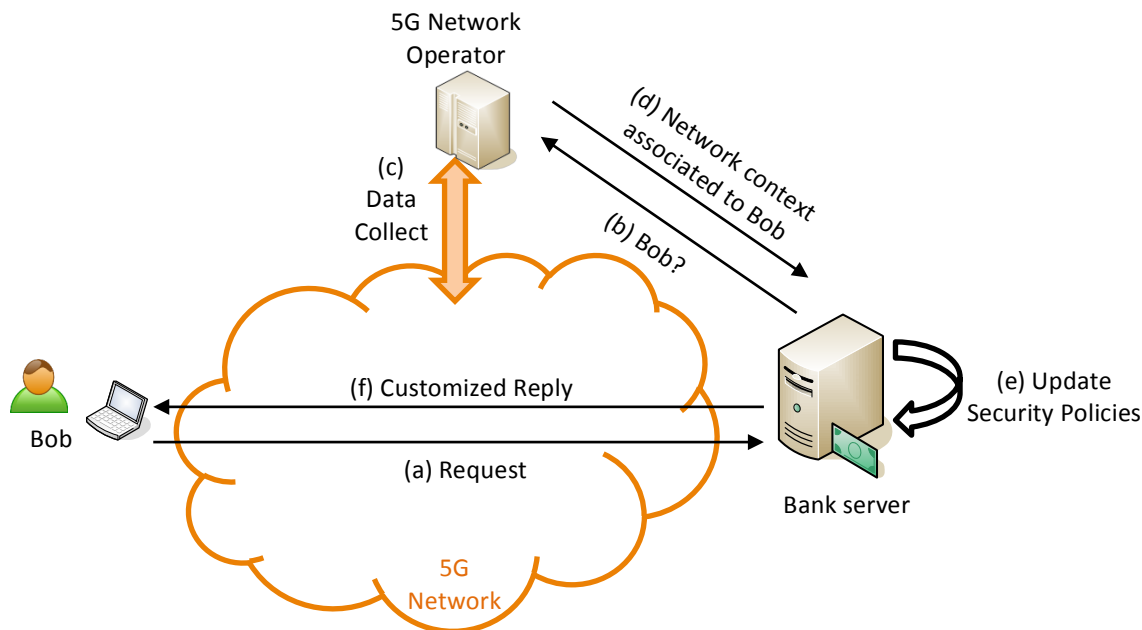 5G Network
Operator
(d) Network context
associated to Bob
(c)
Data
Collect
(b) Bob?
(f) Customized Reply
(e) Update
Security Policies
Bob
(a) Request
Bank server
5G
Network